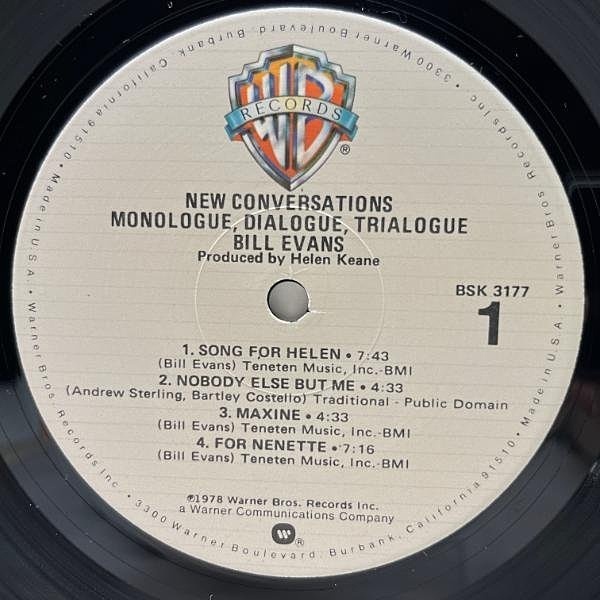 WB
RECORDS
®
NEW CONVERSATIONS
MONOLOGUE, DIALOGUE, TRIALOGUE
BILL EVANS
Produced by Helen Keane
BSK 3177
1
1. SONG FOR HELEN • 7:43
(Bill Evans) Teneten Music, Inc.-BMI
2. NOBODY ELSE BUT ME • 4:33
(Andrew Sterling, Bartley Costello) Traditional - Public Domain
3. MAXINE • 4:33
(Bill Evans) Teneten Music, Inc.-BMI
4. FOR NENETTE • 7:16
(Bill Evans) Teneten Music, Inc.-BMI
℗1978 Warner Bros. Records Inc.
a Warner Communications Company
®
Warner Bros. Records Inc. • 3300 Warner Boulevard, Burbank, California 91510 • Made in U.S.A. • Warner Bros. Records Inc. • 3300 Warner Boulevard, Burbank, California 91510 • Made in U.S.A. •